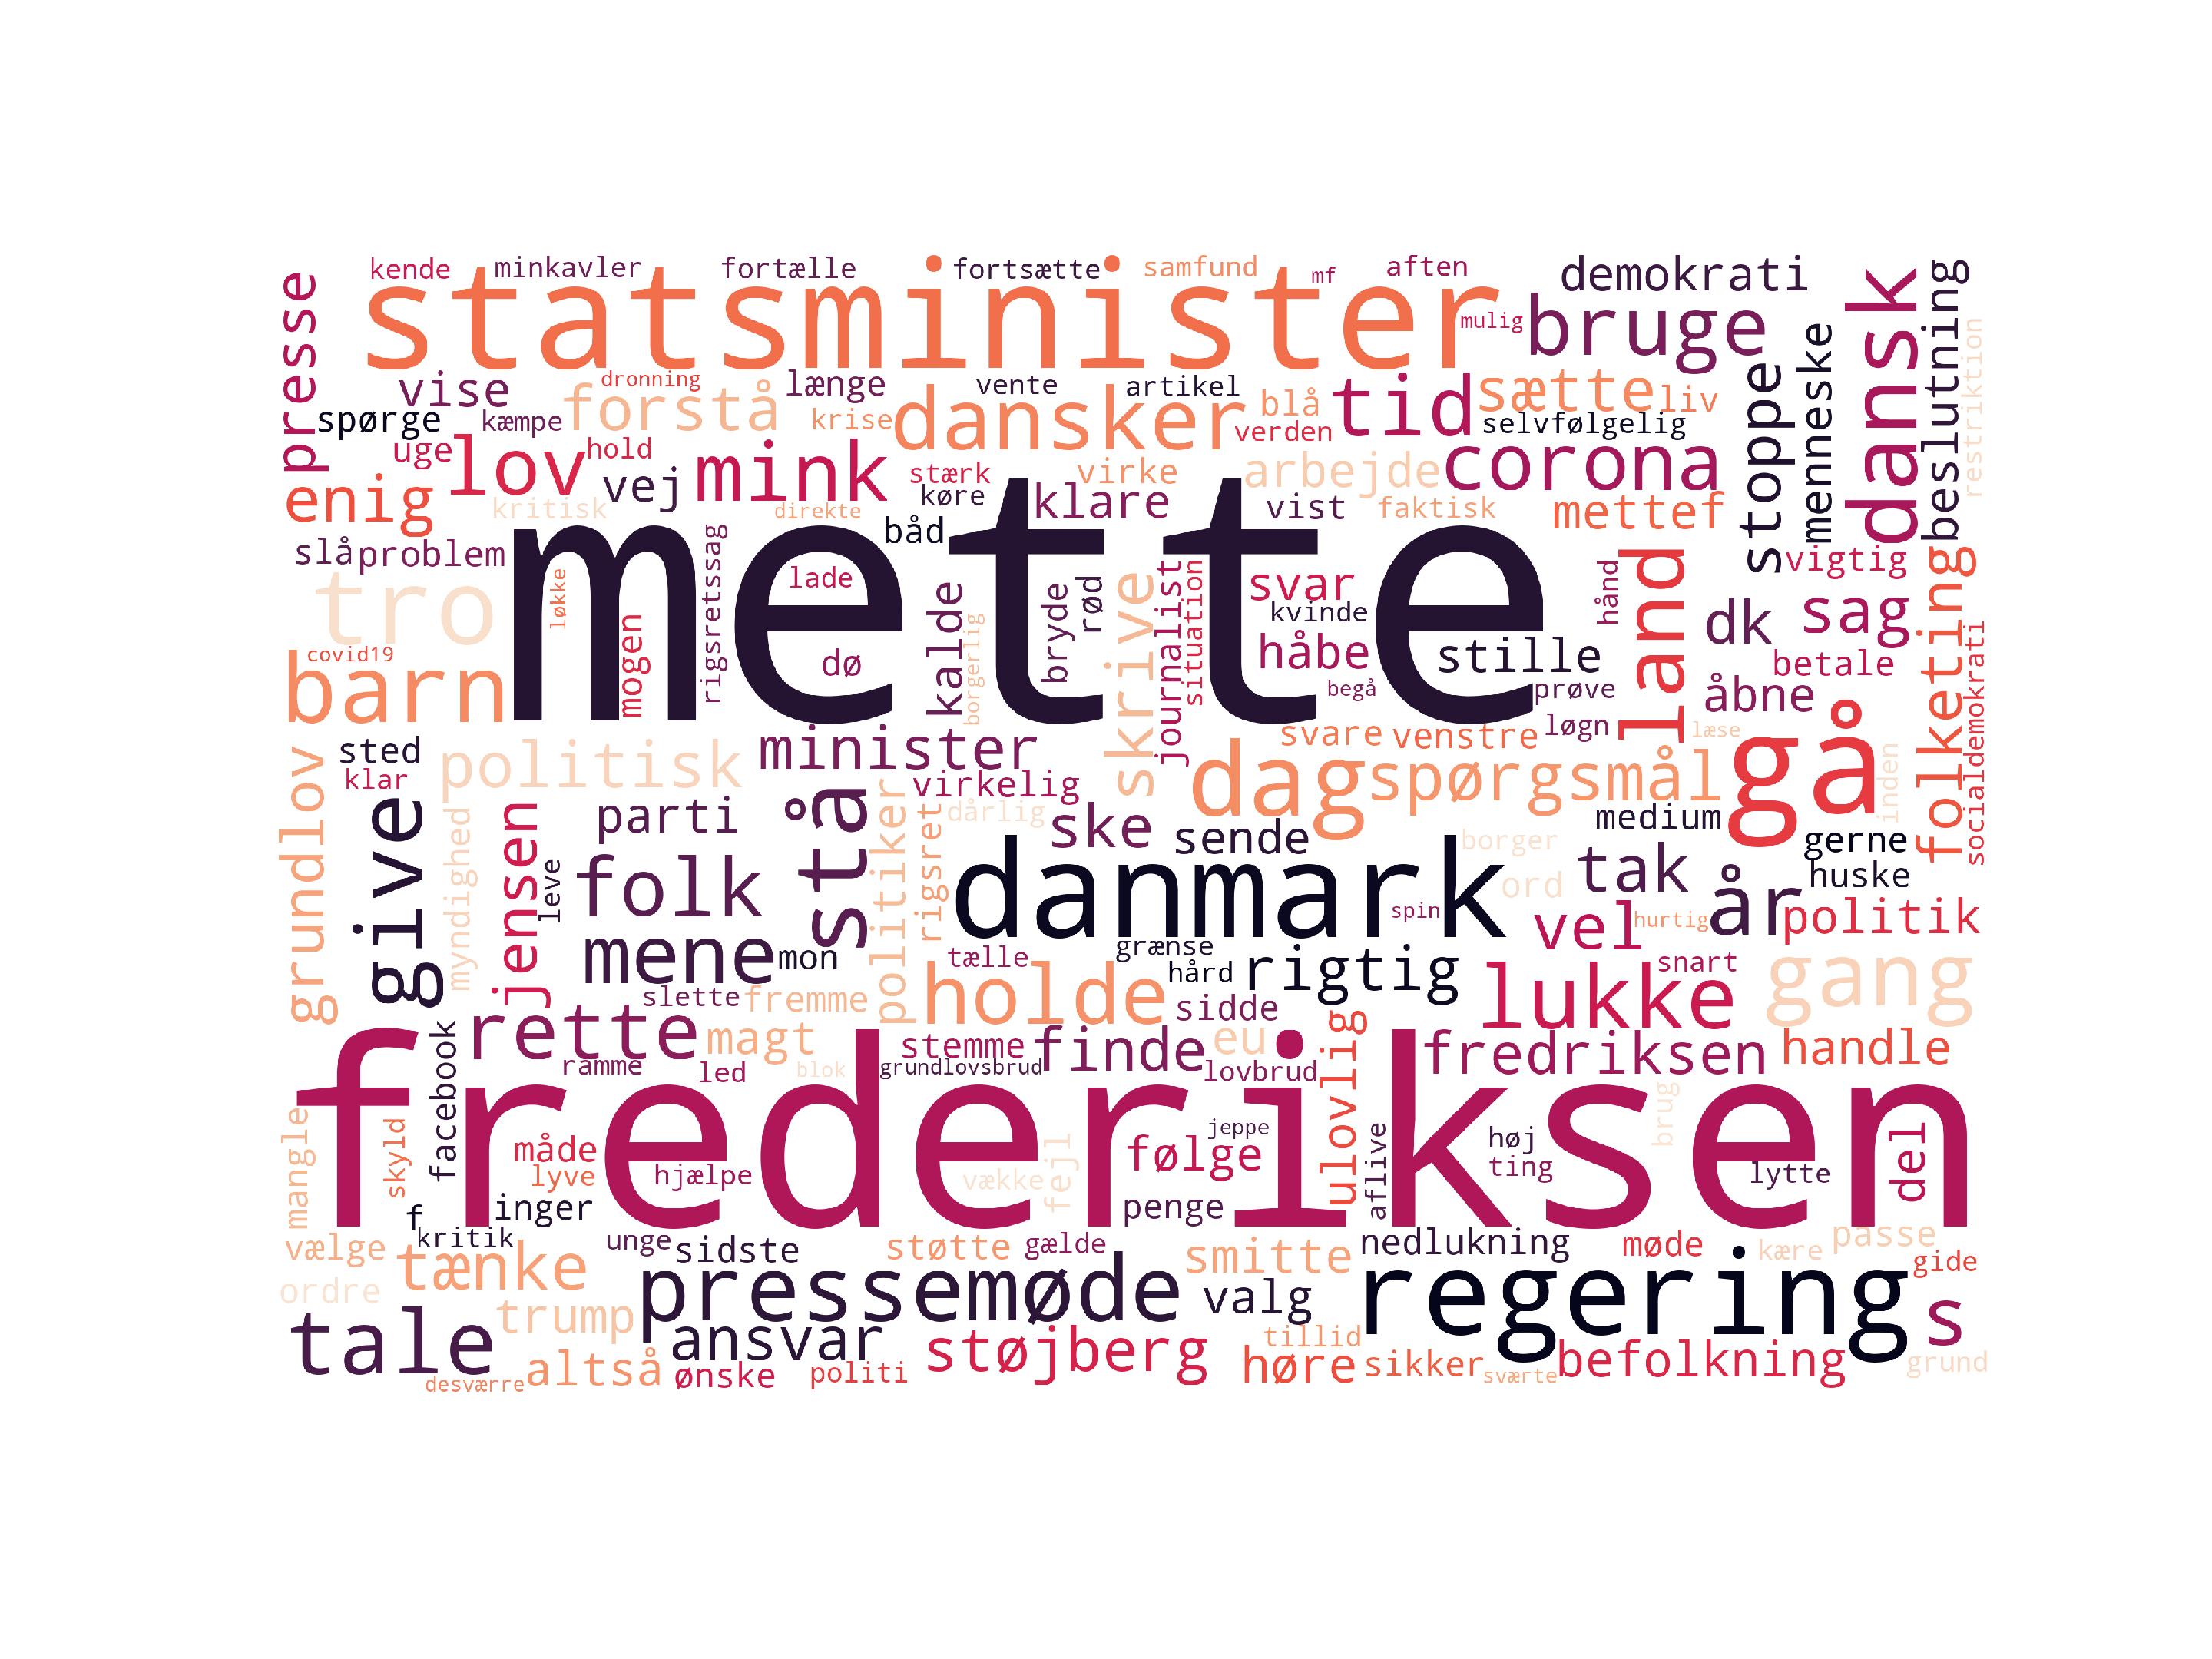 kende
minkavler
fortælle
fortsætte
samfund
mf
aften
demokrati
presse
statsminister
mulig
bruge
dansk
beslutning
restriktion
vise
dronning
længe
vente
artikel
blå
tid
sætte
liv
stoppe
menneske
spørge
kæmpe
forstå
krise
dansker
verden
selvfølgelig
uge
lov
hold
mink
stærk
virke
arbejde
corona
enig
kritisk
vej
direkte
køre
klare
vist
faktisk
mettef
båd
slå
problem
mette
tro
løkke
lade
kalde
bryde
rød
skrive
journalist
situation
svar
kvinde
hånd
land
vigtig
dk
sag
folketing
socialdemokrati
covid19
barn
mogen
rigsretssag
dø
borgerlig
håbe
stille
betale
begå
prøve
åbne
grundlov
sted
klar
politisk
minister
virkelig
svare
venstre
løgn
læse
gå
inden
dag
spørgsmål
give
myndighed
jensen
parti
stå
politiker
rigsret
dårlig
ske
sende
medium
borger
gerne
leve
folk
danmark
ord
tak
huske
år
politik
spin
vel
hurtig
mene
mon
tælle
grænse
hård
rigtig
snart
gang
slette
fremme
holde
sidde
lukke
facebook
rette
magt
stemme
finde
eu
ulovlig
fredriksen
handle
ramme
led
blok
grundlovsbrud
lovbrud
frederiksen
brug
mangle
skyld
måde
lyve
hjælpe
vække
fejl
jeppe
følge
aflive
høj
ting
lytte
del
f
inger
penge
kritik
vælge
unge
sidste
støtte
gælde
smitte
nedlukning
møde
kære
passe
gide
tænke
ordre
trump
pressemøde
valg
regering
s
tale
ansvar
støjberg
tillid
altså
desværre
ønske
politi
høre
sikker
sværte
befolkning
grund